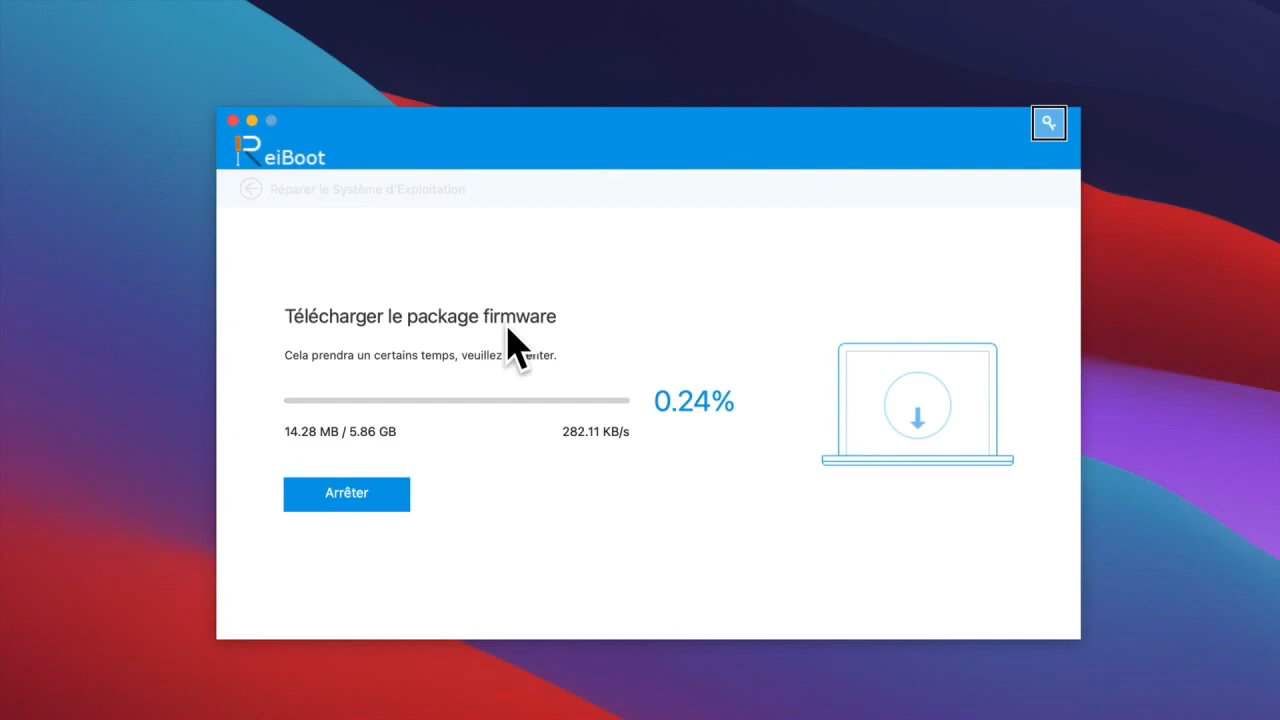 ReiBoot
Réparer le Système d'Exploitation
Télécharger le package firmware
Cela prendra un certains temps, veuillez
0.24%
14.28 MB / 5.86 GB
282.11 KB/s
Arrêter